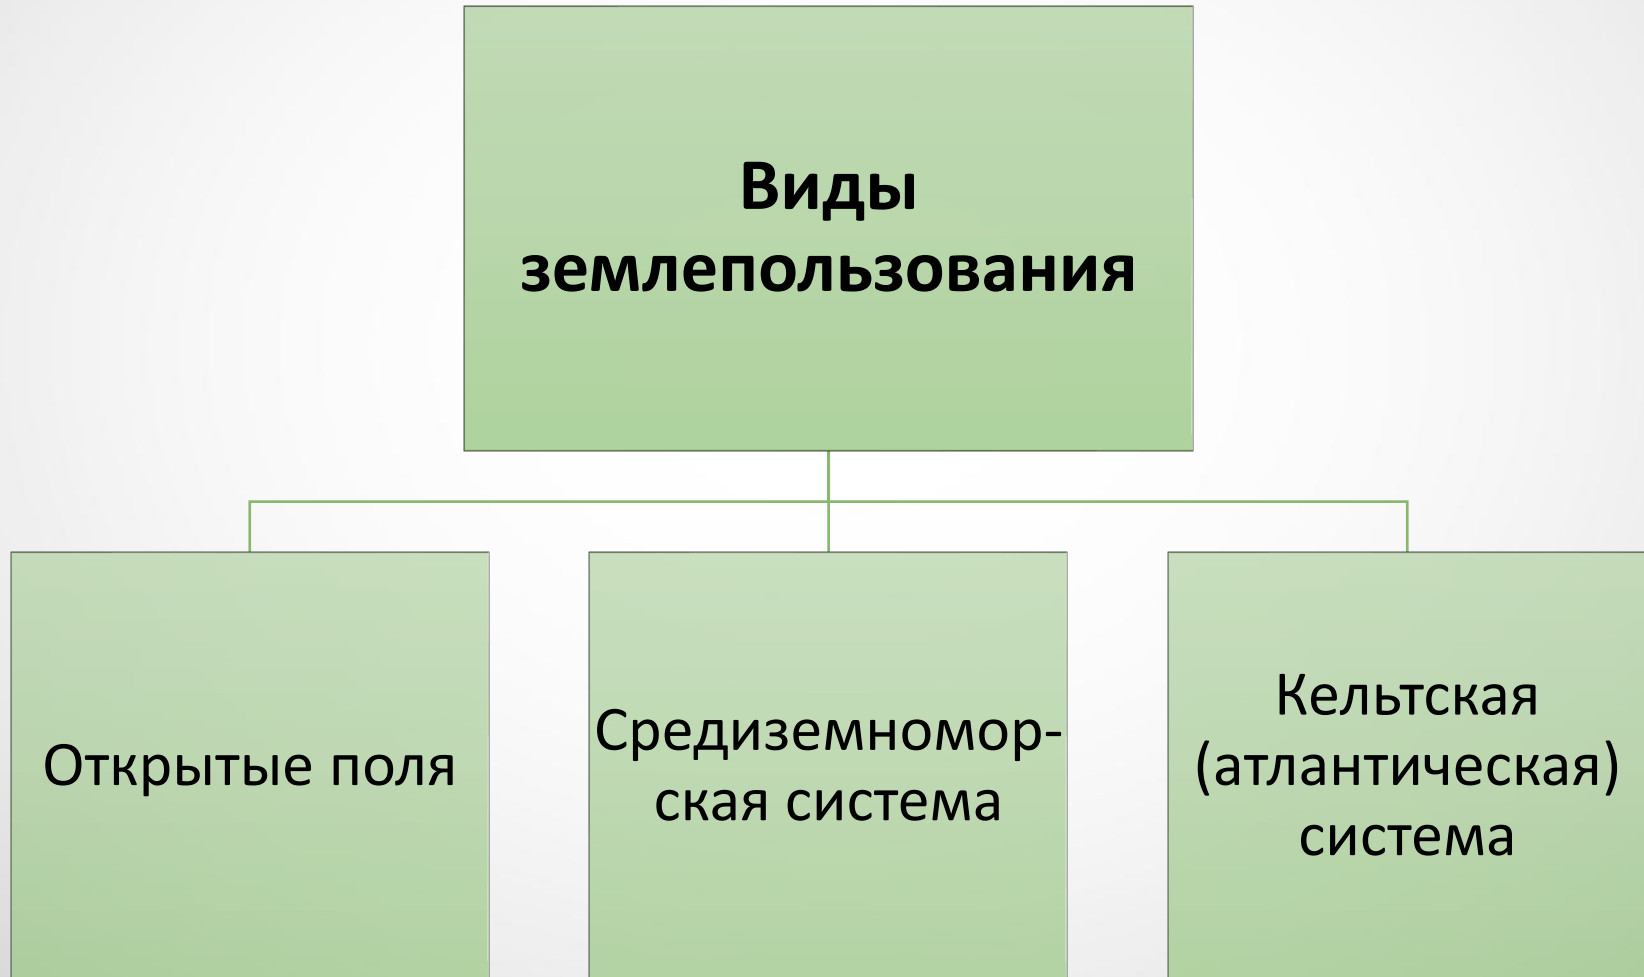 Виды
землепользования
Открытые поля
Средиземномор-
ская система
Кельтская
(атлантическая)
система